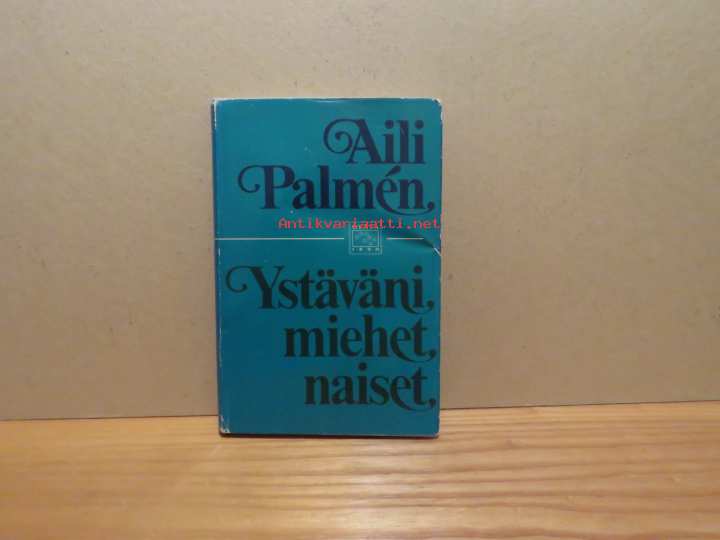 Aili
Palmén,
Antikvariaatti.net
Ystäväni,
miehet,
naiset,